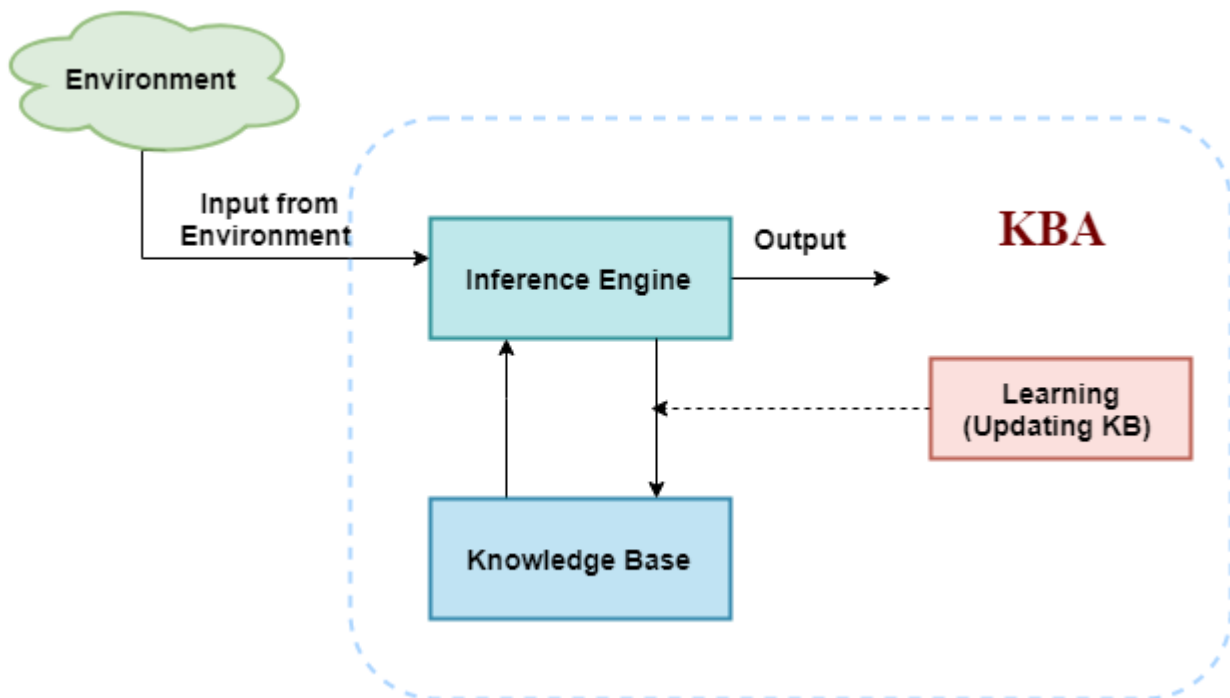 Environment
Input from
Environment
Inference Engine
Output
KBA
Learning
(Updating KB)
Knowledge Base